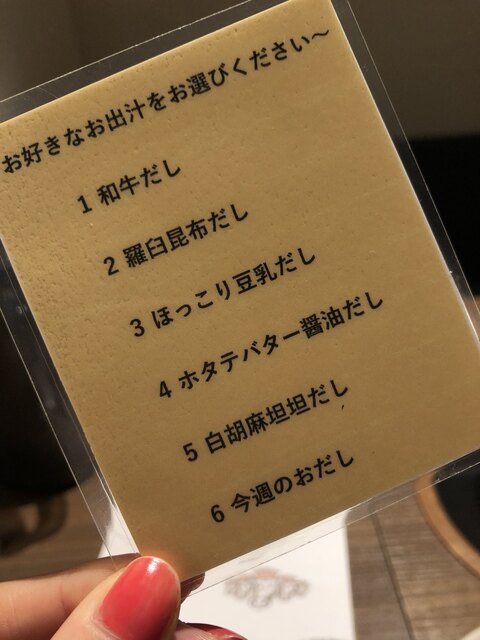 お好きなお出汁をお選びください～
1 和牛だし
2 羅臼昆布だし
3 ほっこり豆乳だし
4 ホタテバター醤油だし
5 白胡麻坦坦だし
6 今週のおだし